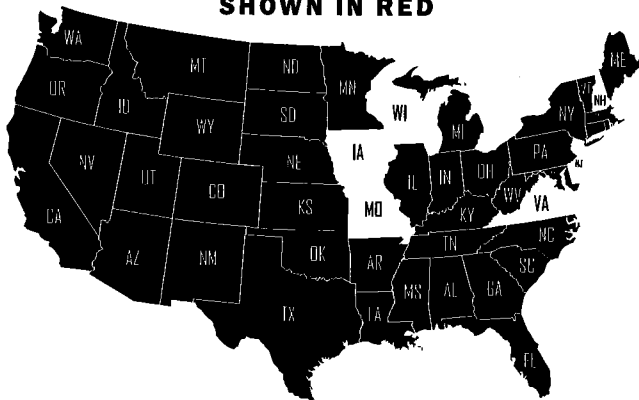 SHOWN IN RED
WA
MT
ND
MN
ME
OR
ID
SD
WI
VT
NH
NY
WY
MI
NV
UT
CO
NE
IA
IL
IN
OH
PA
NJ
CA
KS
MO
WV
VA
KY
AZ
NM
OK
AR
TN
NC
SC
TX
LA
MS
AL
GA
FL